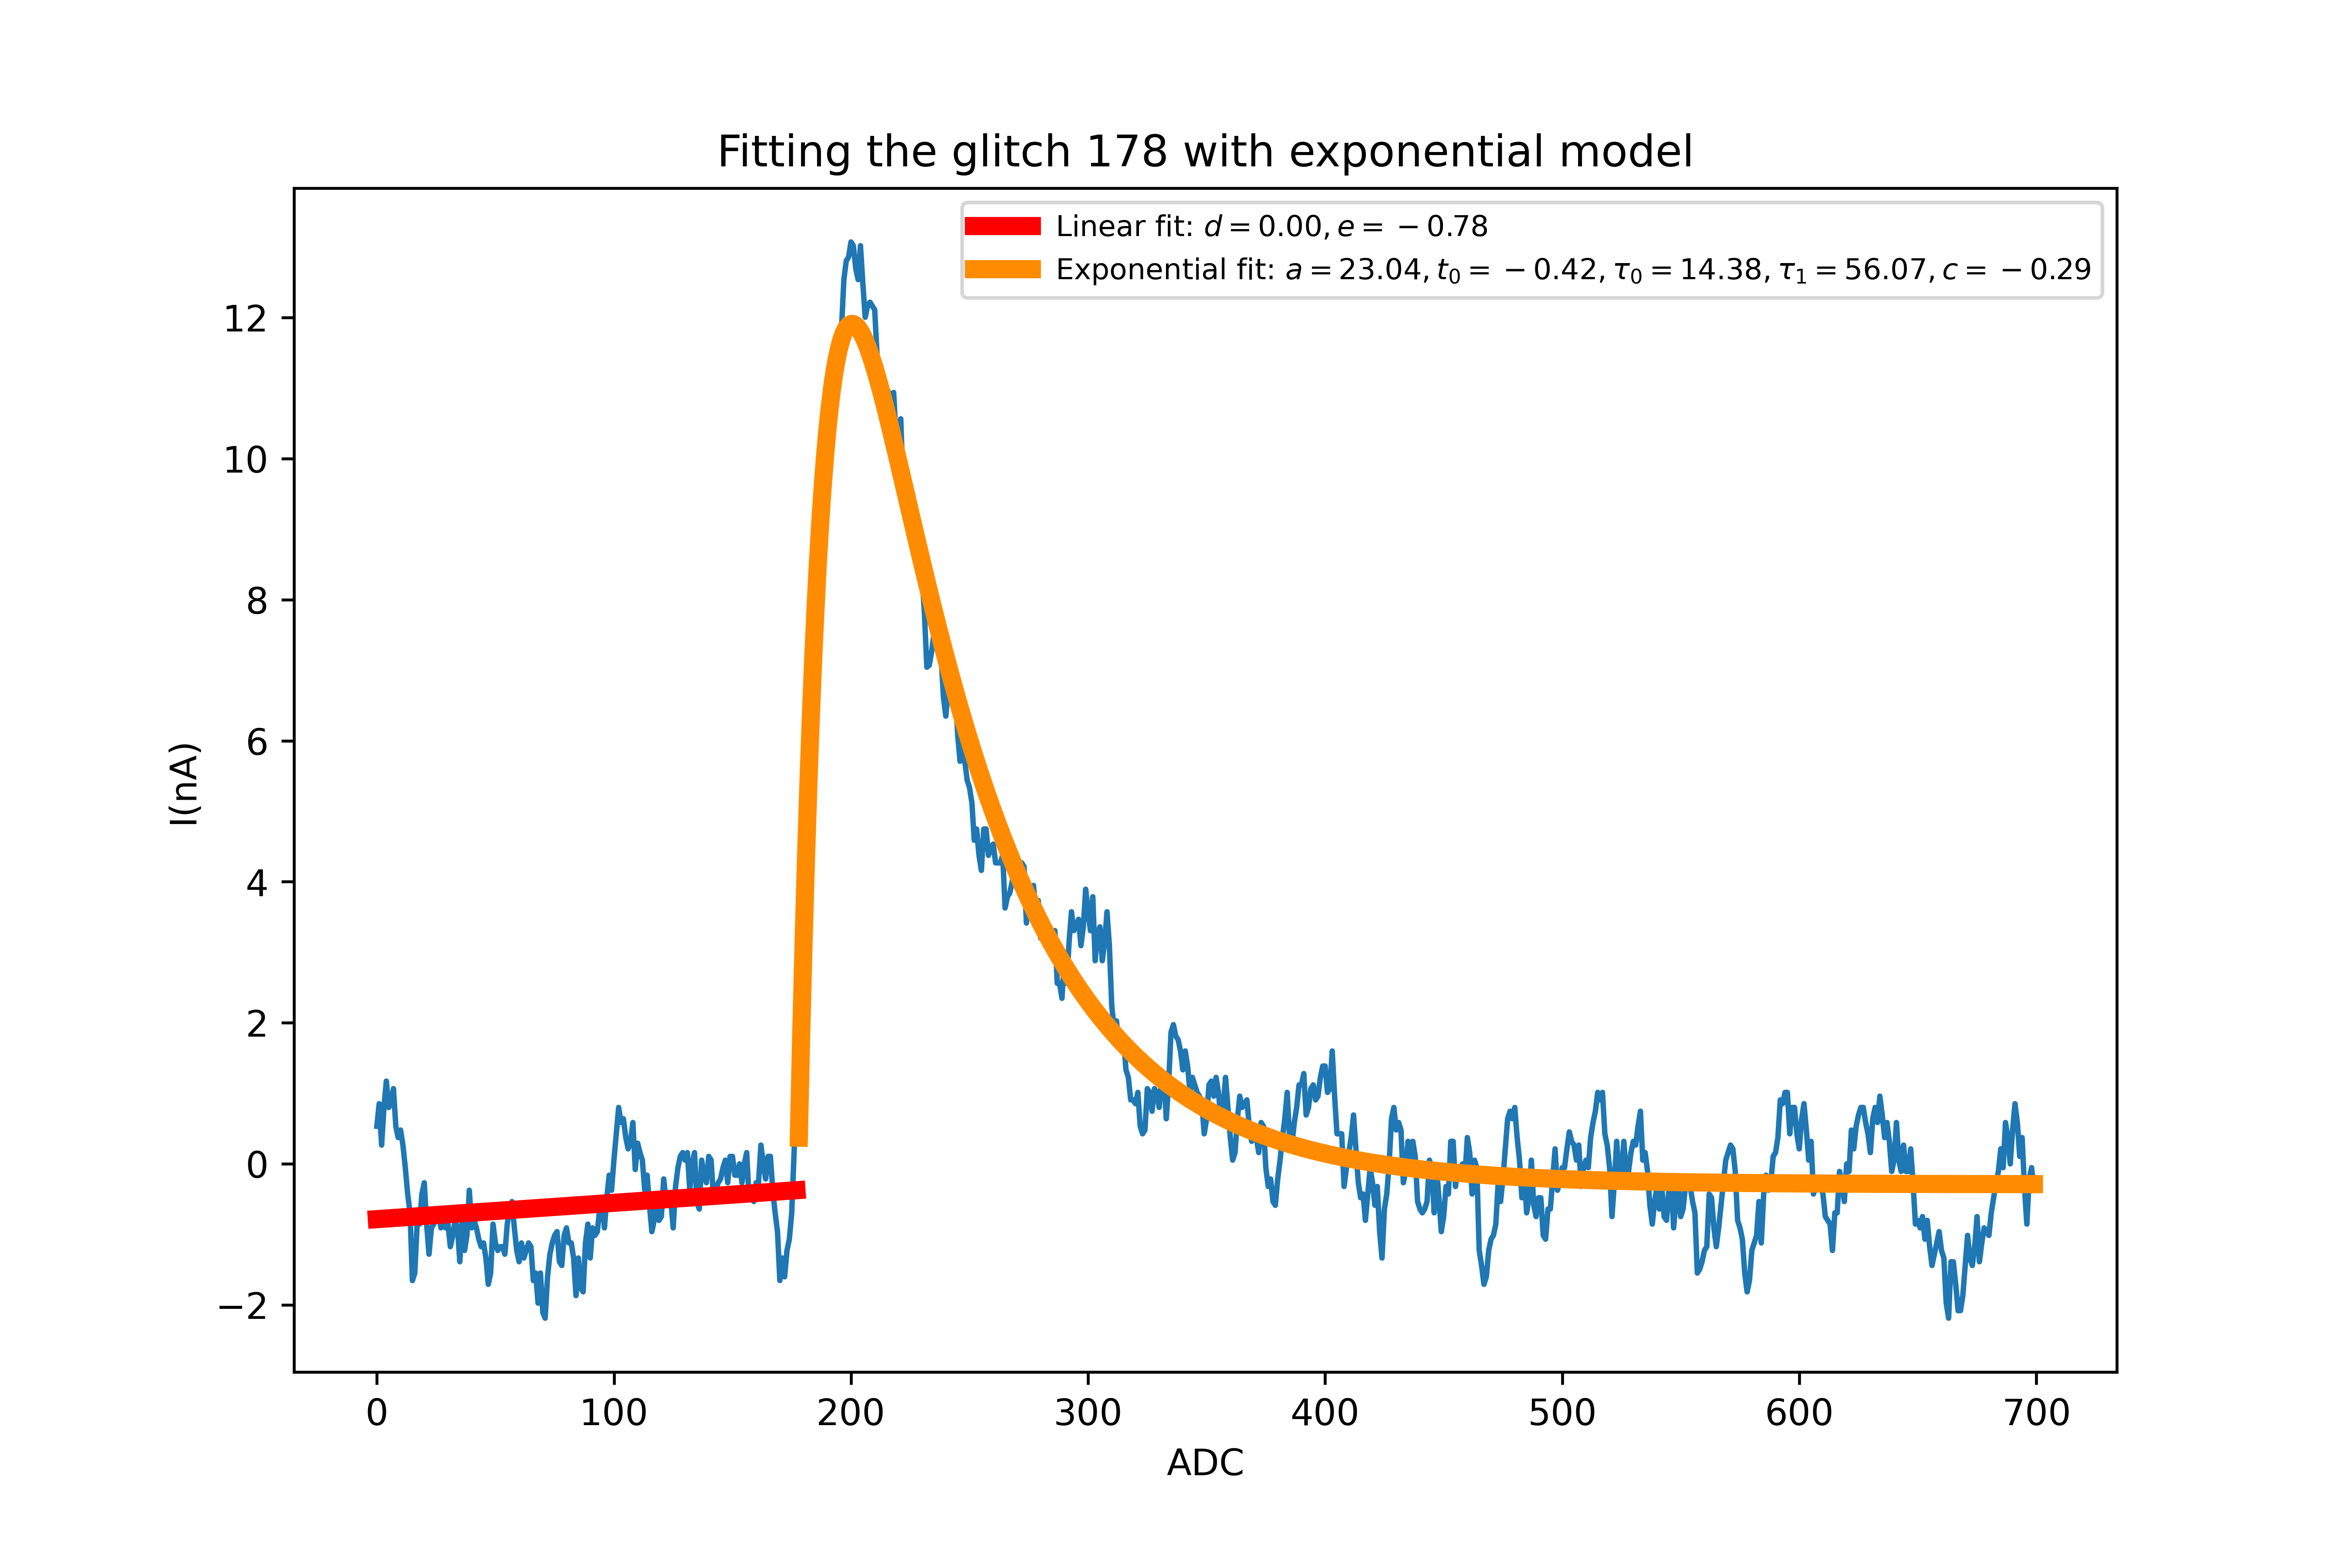 Fitting the glitch 178 with exponential model
Linear fit: d = 0.00, e = −0.78
Exponential fit: a = 23.04, t₀ = −0.42, τ₀ = 14.38, τ₁ = 56.07, c = −0.29
12
10
8
6
4
2
0
−2
I(nA)
0 100 200 300 400 500 600 700
ADC